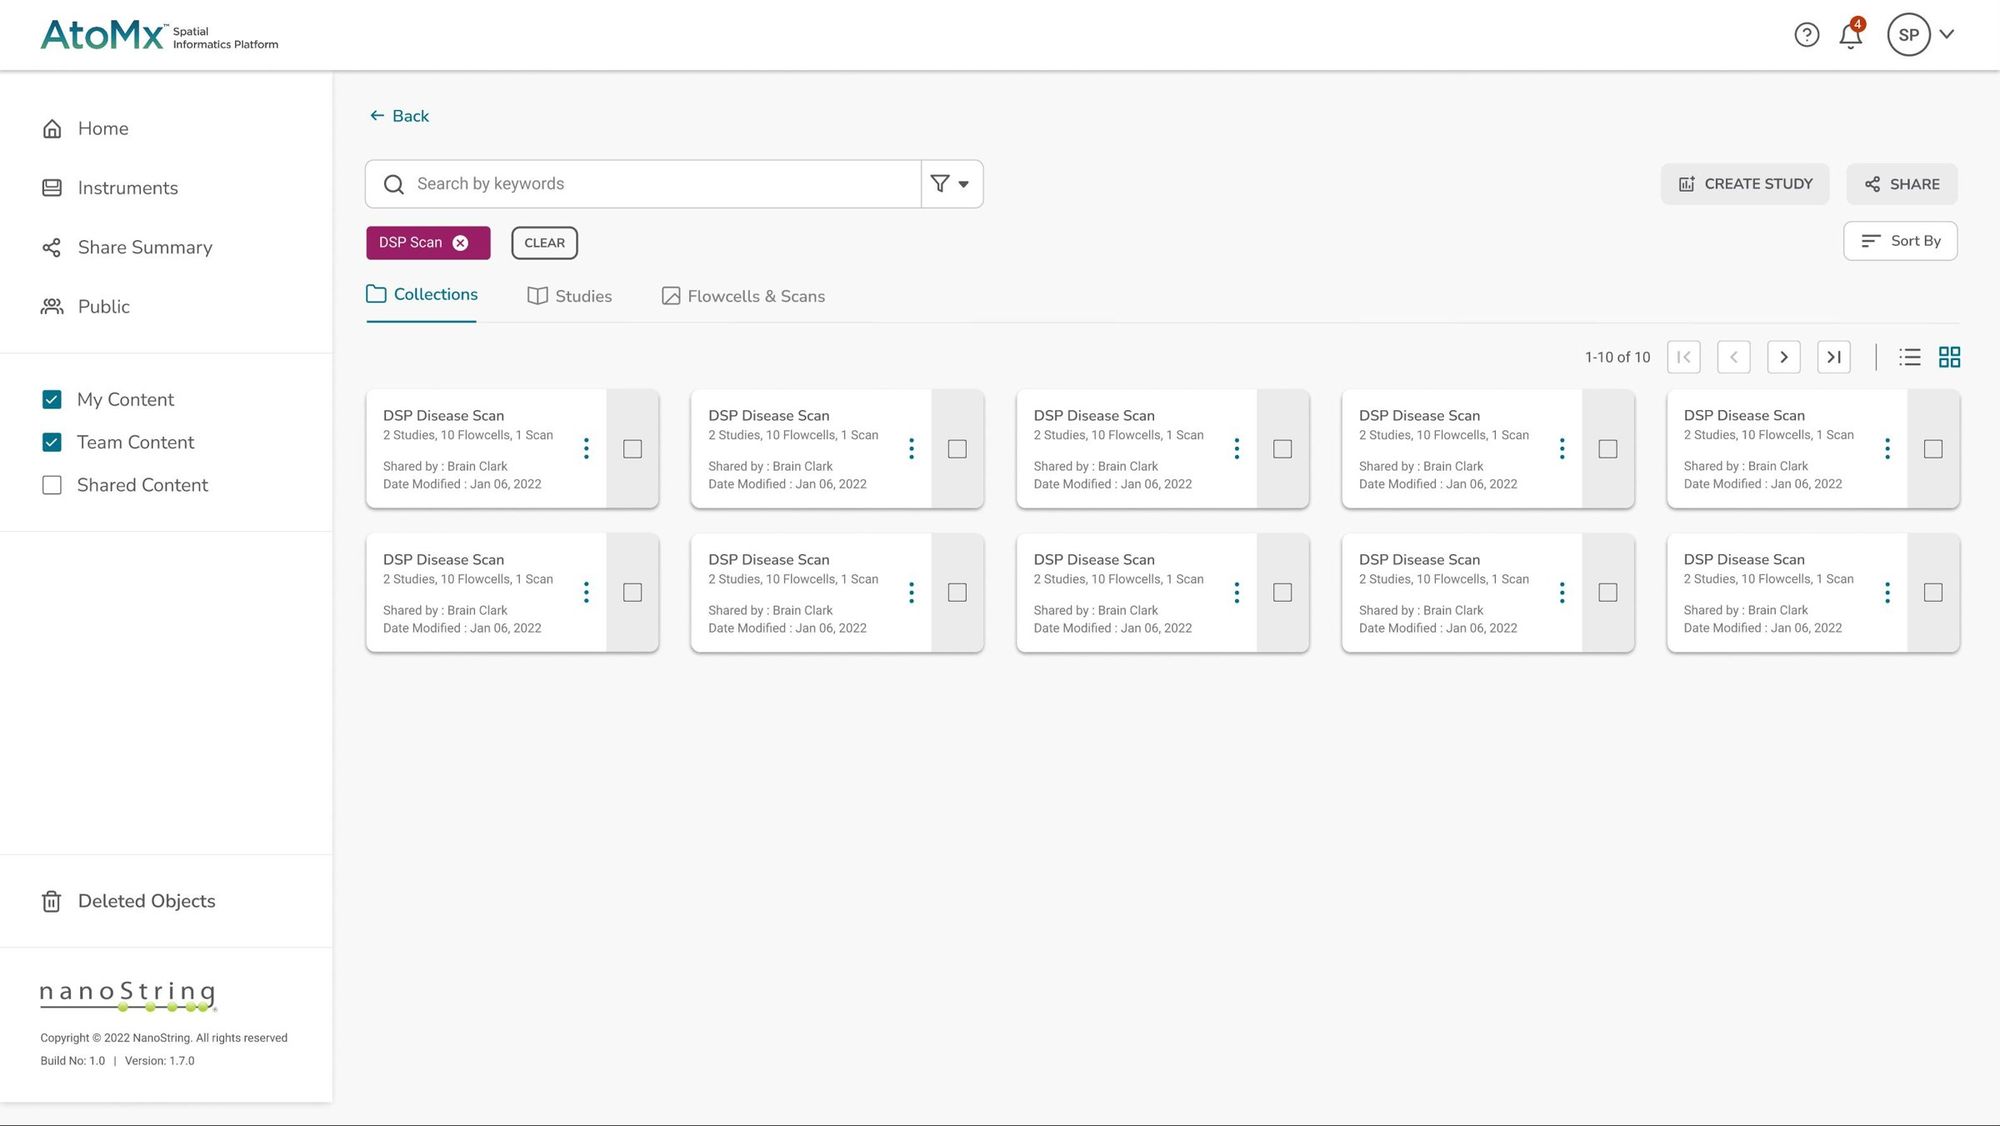 AtoMx™ Spatial
Informatics Platform
4
SP
Home
Instruments
Share Summary
Public
My Content
Team Content
Shared Content
Deleted Objects
nanoString®
Copyright © 2022 NanoString. All rights reserved
Build No: 1.0 | Version: 1.7.0
Back
Search by keywords
CREATE STUDY
SHARE
DSP Scan
CLEAR
Sort By
Collections
Studies
Flowcells & Scans
1-10 of 10
DSP Disease Scan
2 Studies, 10 Flowcells, 1 Scan
Shared by : Brain Clark
Date Modified : Jan 06, 2022
DSP Disease Scan
2 Studies, 10 Flowcells, 1 Scan
Shared by : Brain Clark
Date Modified : Jan 06, 2022
DSP Disease Scan
2 Studies, 10 Flowcells, 1 Scan
Shared by : Brain Clark
Date Modified : Jan 06, 2022
DSP Disease Scan
2 Studies, 10 Flowcells, 1 Scan
Shared by : Brain Clark
Date Modified : Jan 06, 2022
DSP Disease Scan
2 Studies, 10 Flowcells, 1 Scan
Shared by : Brain Clark
Date Modified : Jan 06, 2022
DSP Disease Scan
2 Studies, 10 Flowcells, 1 Scan
Shared by : Brain Clark
Date Modified : Jan 06, 2022
DSP Disease Scan
2 Studies, 10 Flowcells, 1 Scan
Shared by : Brain Clark
Date Modified : Jan 06, 2022
DSP Disease Scan
2 Studies, 10 Flowcells, 1 Scan
Shared by : Brain Clark
Date Modified : Jan 06, 2022
DSP Disease Scan
2 Studies, 10 Flowcells, 1 Scan
Shared by : Brain Clark
Date Modified : Jan 06, 2022
DSP Disease Scan
2 Studies, 10 Flowcells, 1 Scan
Shared by : Brain Clark
Date Modified : Jan 06, 2022